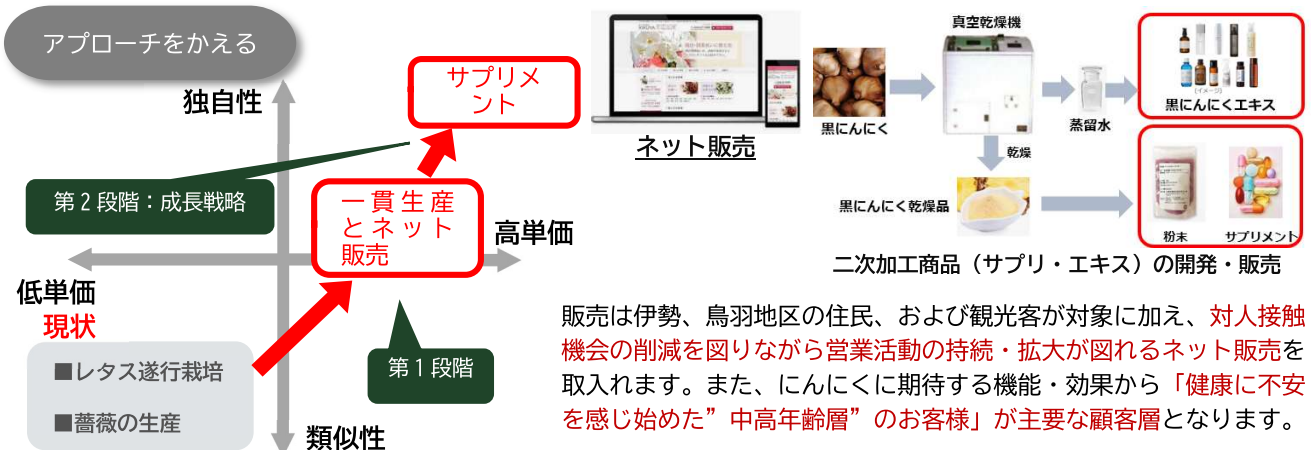 アプローチをかえる
独自性
サプリメ
ント
第2段階：成長戦略
一貫生産
とネット
販売
高単価
低単価
現状
■レタス遂行栽培
■薔薇の生産
第1段階
類似性
ネット販売
黒にんにく
真空乾燥機
蒸留水
(イメージ)
黒にんにくエキス
乾燥
黒にんにく乾燥品
粉末
サプリメント
二次加工商品（サプリ・エキス）の開発・販売
販売は伊勢、鳥羽地区の住民、および観光客が対象に加え、対人接触
機会の削減を図りながら営業活動の持続・拡大が図れるネット販売を
取入れます。また、にんにくに期待する機能・効果から「健康に不安
を感じ始めた”中高年齢層”のお客様」が主要な顧客層となります。